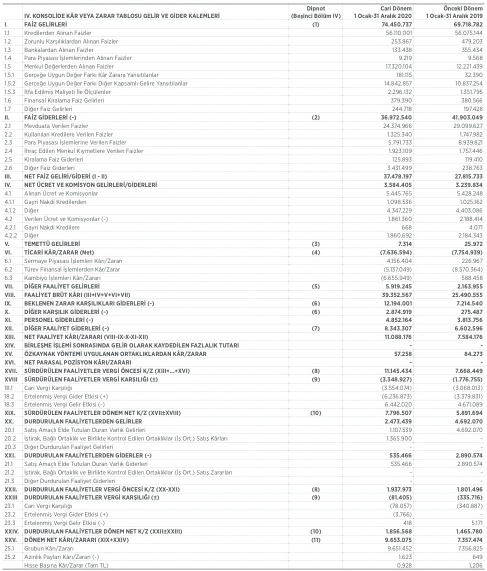 IV. KONSOLİDE KÂR VEYA ZARAR TABLOSU GELİR VE GİDER KALEMLERİ Dipnot (Beşinci Bölüm IV) Cari Dönem 1 Ocak-31 Aralık 2020 Önceki Dönem 1 Ocak-31 Aralık 2019
I. FAİZ GELİRLERİ (1) 74.450.737 69.718.782
1.1 Kredilerden Alınan Faizler 56.110.001 56.075.144
1.2 Zorunlu Karşılıklardan Alınan Faizler 253.867 479.203
1.3 Bankalardan Alınan Faizler 133.438 355.434
1.4 Para Piyasası İşlemlerinden Alınan Faizler 9.219 9.568
1.5 Menkul Değerlerden Alınan Faizler 17.320.104 12.221.439
1.5.1 Gerçeğe Uygun Değer Farkı Kâr Zarara Yansıtılanlar 181.115 32.390
1.5.2 Gerçeğe Uygun Değer Farkı Diğer Kapsamlı Gelire Yansıtılanlar 14.842.857 10.837.254
1.5.3 İtfa Edilmiş Maliyeti İle Ölçülenler 2.296.132 1.351.795
1.6 Finansal Kiralama Faiz Gelirleri 379.390 380.566
1.7 Diğer Faiz Gelirleri 244.718 197.428
II. FAİZ GİDERLERİ (-) (2) 36.972.540 41.903.049
2.1 Mevduata Verilen Faizler 24.374.966 29.099.627
2.2 Kullanılan Kredilere Verilen Faizler 1.325.340 1.747.982
2.3 Para Piyasası İşlemlerine Verilen Faizler 5.791.733 8.939.821
2.4 İhraç Edilen Menkul Kıymetlere Verilen Faizler 1.923.109 1.757.446
2.5 Kiralama Faiz Giderleri 125.893 119.410
2.6 Diğer Faiz Giderleri 3.431.499 238.763
III. NET FAİZ GELİRİ/GİDERİ (I - II) 37.478.197 27.815.733
IV. NET ÜCRET VE KOMİSYON GELİRLERİ/GİDERLERİ 3.584.405 3.239.834
4.1 Alınan Ücret ve Komisyonlar 5.445.765 5.428.248
4.1.1 Gayri Nakdi Kredilerden 1.098.536 1.025.162
4.1.2 Diğer 4.347.229 4.403.086
4.2 Verilen Ücret ve Komisyonlar (-) 1.861.360 2.188.414
4.2.1 Gayri Nakdi Kredilere 668 4.071
4.2.2 Diğer 1.860.692 2.184.343
V. TEMETTÜ GELİRLERİ (3) 7.314 25.972
VI. TİCARİ KÂR/ZARAR (Net) (4) (7.636.594) (7.754.939)
6.1 Sermaye Piyasası İşlemleri Kârı/Zararı 4.156.404 226.967
6.2 Türev Finansal İşlemlerden Kâr/Zarar (5.137.049) (8.570.364)
6.3 Kambiyo İşlemleri Kârı/Zararı (6.655.949) 588.458
VII. DİĞER FAALİYET GELİRLERİ (5) 5.919.245 2.163.955
VIII. FAALİYET BRÜT KÂRI (III+IV+V+VI+VII) 39.352.567 25.490.555
IX. BEKLENEN ZARAR KARŞILIKLARI GİDERLERİ (-) (6) 12.194.001 7.214.540
X. DİĞER KARŞILIK GİDERLERİ (-) (6) 2.874.919 275.487
XI. PERSONEL GİDERLERİ (-) 4.852.164 3.813.756
XII. DİĞER FAALİYET GİDERLERİ (-) (7) 8.343.307 6.602.596
XIII. NET FAALİYET KÂRI/ZARARI (VIII-IX-X-XI-XII) 11.088.176 7.584.176
XIV. BİRLEŞME İŞLEMİ SONRASINDA GELİR OLARAK KAYDEDİLEN FAZLALIK TUTARI - -
XV. ÖZKAYNAK YÖNTEMİ UYGULANAN ORTAKLIKLARDAN KÂR/ZARAR 57.258 84.273
XVI. NET PARASAL POZİSYON KÂRI/ZARARI - -
XVII. SÜRDÜRÜLEN FAALİYETLER VERGİ ÖNCESİ K/Z (XIII+...+XVI) (8) 11.145.434 7.668.449
XVIII SÜRDÜRÜLEN FAALİYETLER VERGİ KARŞILIĞI (±) (9) (3.348.927) (1.776.755)
18.1 Cari Vergi Karşılığı (3.554.074) (3.068.013)
18.2 Ertelenmiş Vergi Gider Etkisi (+) (6.236.873) (3.379.831)
18.3 Ertelenmiş Vergi Gelir Etkisi (-) 6.442.020 4.671.089
XIX. SÜRDÜRÜLEN FAALİYETLER DÖNEM NET K/Z (XVII±XVIII) (10) 7.796.507 5.891.694
XX. DURDURULAN FAALİYETLERDEN GELİRLER 2.473.439 4.692.070
20.1 Satış Amaçlı Elde Tutulan Duran Varlık Gelirleri 1.107.539 4.692.070
20.2 İştirak, Bağlı Ortaklık ve Birlikte Kontrol Edilen Ortaklıklar (İş Ort.) Satış Kârları 1.365.900 -
20.3 Diğer Durdurulan Faaliyet Gelirleri - -
XXI. DURDURULAN FAALİYETLERDEN GİDERLER (-) 535.466 2.890.574
21.1 Satış Amaçlı Elde Tutulan Duran Varlık Giderleri 535.466 2.890.574
21.2 İştirak, Bağlı Ortaklık ve Birlikte Kontrol Edilen Ortaklıklar (İş Ort.) Satış Zararları - -
21.3 Diğer Durdurulan Faaliyet Giderleri - -
XXII. DURDURULAN FAALİYETLER VERGİ ÖNCESİ K/Z (XX-XXI) (8) 1.937.973 1.801.496
XXIII DURDURULAN FAALİYETLER VERGİ KARŞILIĞI (±) (9) (81.405) (335.716)
23.1 Cari Vergi Karşılığı (78.057) (340.887)
23.2 Ertelenmiş Vergi Gider Etkisi (+) (3.766) -
23.3 Ertelenmiş Vergi Gelir Etkisi (-) 418 5.171
XXIV. DURDURULAN FAALİYETLER DÖNEM NET K/Z (XXII±XXIII) (10) 1.856.568 1.465.780
XXV. DÖNEM NET KÂRI/ZARARI (XIX+XXIV) (11) 9.653.075 7.357.474
25.1 Grubun Kârı/Zararı 9.651.452 7.356.825
25.2 Azınlık Payları Kârı/Zararı (-) 1.623 649
Hisse Başına Kâr/Zarar (Tam TL) 0,928 1,206